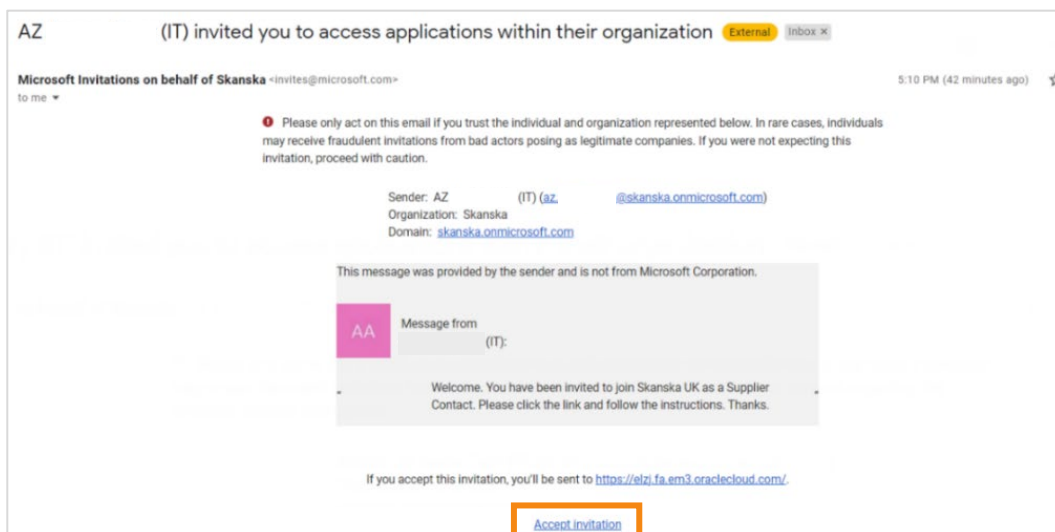 AZ (IT) invited you to access applications within their organization External Inbox ×
Microsoft Invitations on behalf of Skanska <invites@microsoft.com> 5:10 PM (42 minutes ago)
to me
Please only act on this email if you trust the individual and organization represented below. In rare cases, individuals
may receive fraudulent invitations from bad actors posing as legitimate companies. If you were not expecting this
invitation, proceed with caution.
Sender: AZ (IT) (az. @skanska.onmicrosoft.com)
Organization: Skanska
Domain: skanska.onmicrosoft.com
This message was provided by the sender and is not from Microsoft Corporation.
AA
Message from
(IT):
Welcome. You have been invited to join Skanska UK as a Supplier
Contact. Please click the link and follow the instructions. Thanks.
If you accept this invitation, you'll be sent to https://elzj.fa.em3.oraclecloud.com/.
Accept invitation